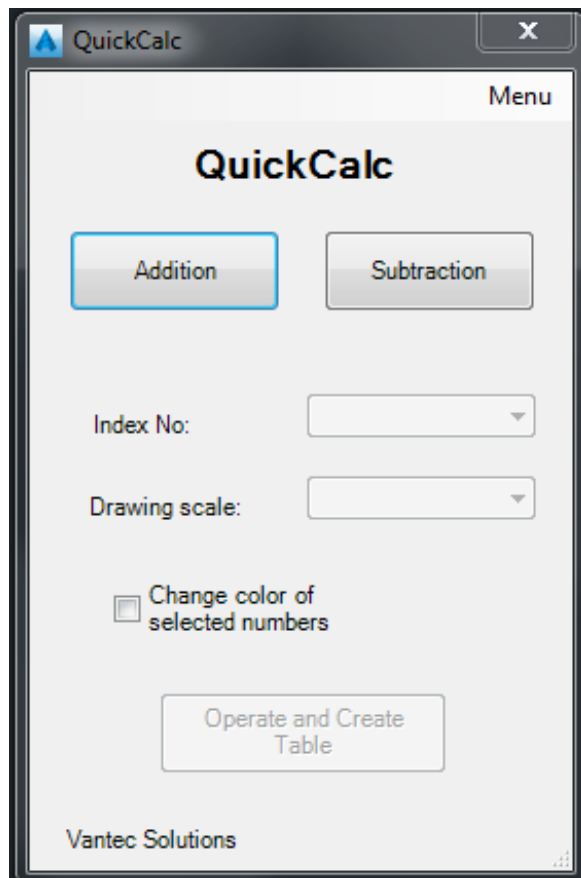 QuickCalc
X
Menu
QuickCalc
Addition
Subtraction
Index No:
Drawing scale:
Change color of
selected numbers
Operate and Create
Table
Vantec Solutions